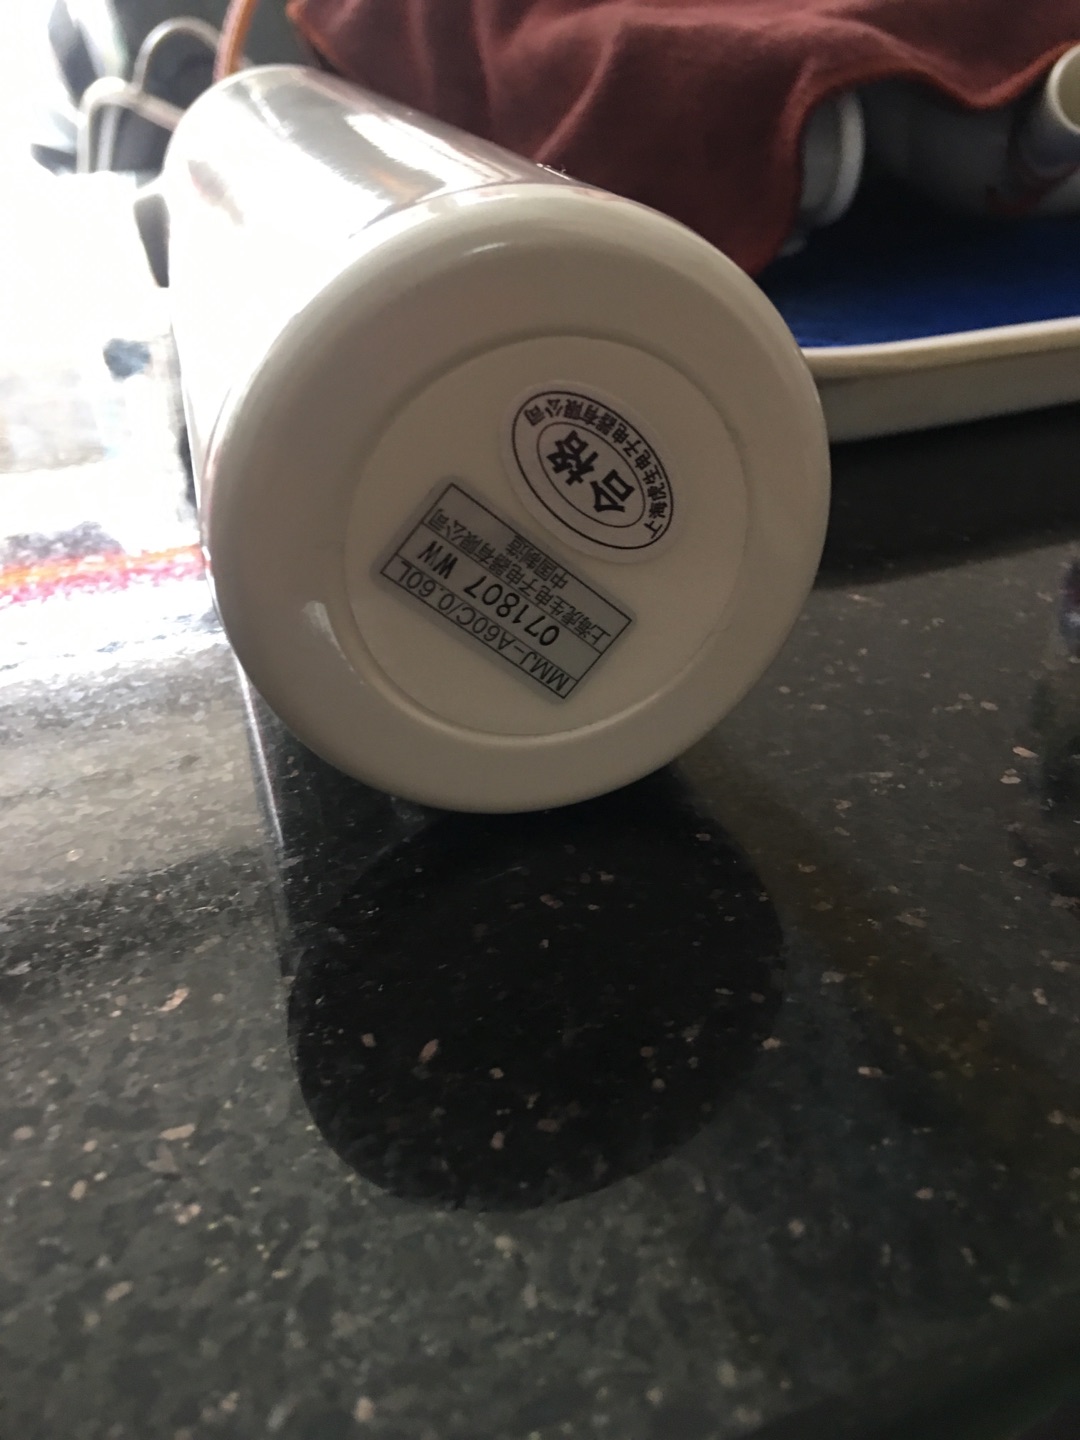 上海虎生电子电器有限公司
合格
MMJ-A60C/0.60L
071807 WW
上海虎生电子电器有限公司
中国制造